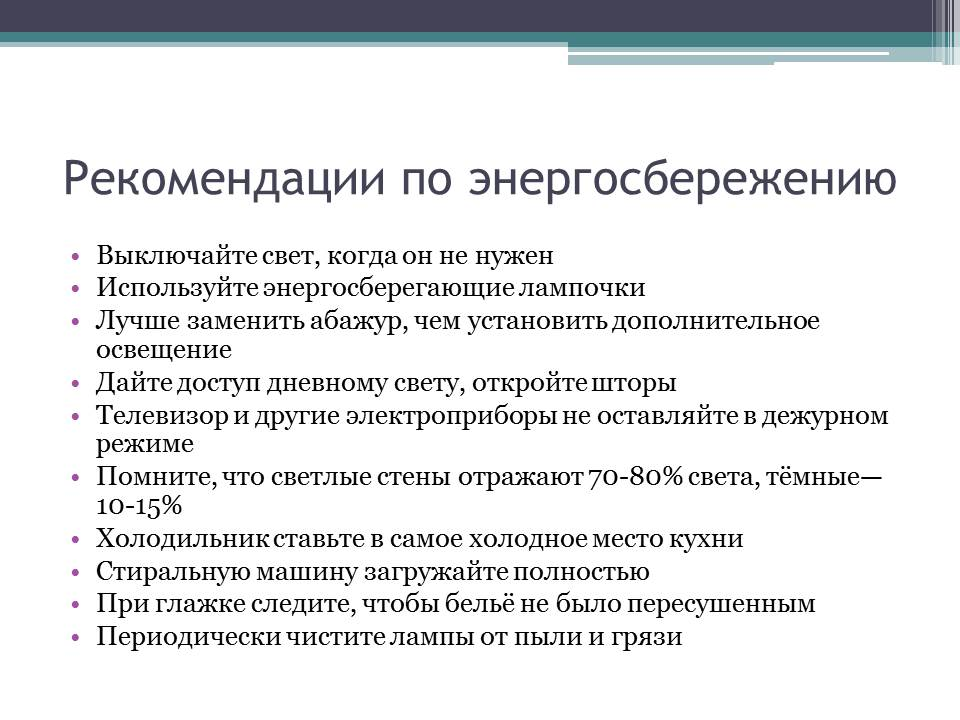 Рекомендации по энергосбережению
• Выключайте свет, когда он не нужен
• Используйте энергосберегающие лампочки
• Лучше заменить абажур, чем установить дополнительное
освещение
• Дайте доступ дневному свету, откройте шторы
• Телевизор и другие электроприборы не оставляйте в дежурном
режиме
• Помните, что светлые стены отражают 70-80% света, тёмные—
10-15%
• Холодильник ставьте в самое холодное место кухни
• Стиральную машину загружайте полностью
• При глажке следите, чтобы бельё не было пересушенным
• Периодически чистите лампы от пыли и грязи